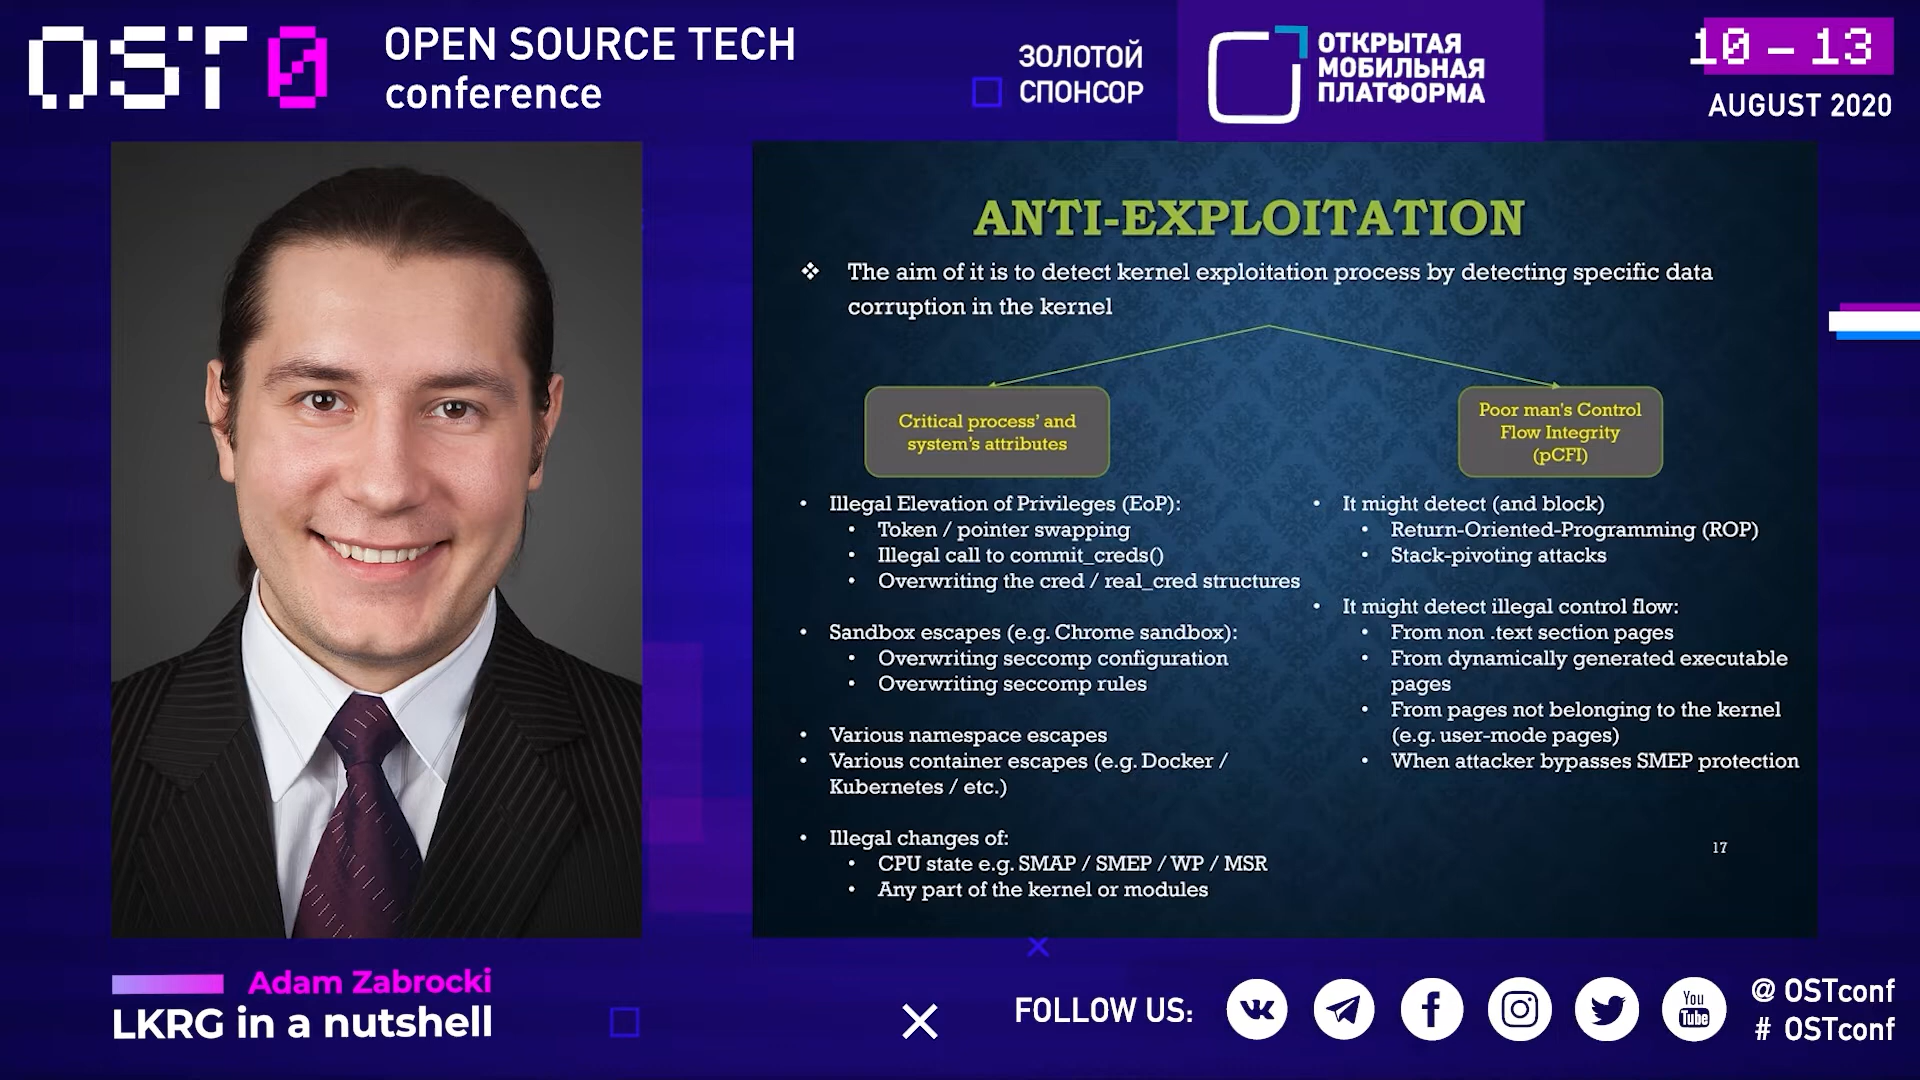 OST0
OPEN SOURCE TECH
conference
ЗОЛОТОЙ
СПОНСОР
ОТКРЫТАЯ
МОБИЛЬНАЯ
ПЛАТФОРМА
10 – 13
AUGUST 2020
ANTI-EXPLOITATION
❖ The aim of it is to detect kernel exploitation process by detecting specific data
corruption in the kernel
Critical process’ and
system’s attributes
• Illegal Elevation of Privileges (EoP):
• Token / pointer swapping
• Illegal call to commit_creds()
• Overwriting the cred / real_cred structures
• Sandbox escapes (e.g. Chrome sandbox):
• Overwriting seccomp configuration
• Overwriting seccomp rules
• Various namespace escapes
• Various container escapes (e.g. Docker /
Kubernetes / etc.)
• Illegal changes of:
• CPU state e.g. SMAP / SMEP / WP / MSR
• Any part of the kernel or modules
Poor man's Control
Flow Integrity
(pCFI)
• It might detect (and block)
• Return-Oriented-Programming (ROP)
• Stack-pivoting attacks
• It might detect illegal control flow:
• From non .text section pages
• From dynamically generated executable
pages
• From pages not belonging to the kernel
(e.g. user-mode pages)
• When attacker bypasses SMEP protection
17
Adam Zabrocki
LKRG in a nutshell
FOLLOW US:
You
Tube
@ OSTconf
# OSTconf